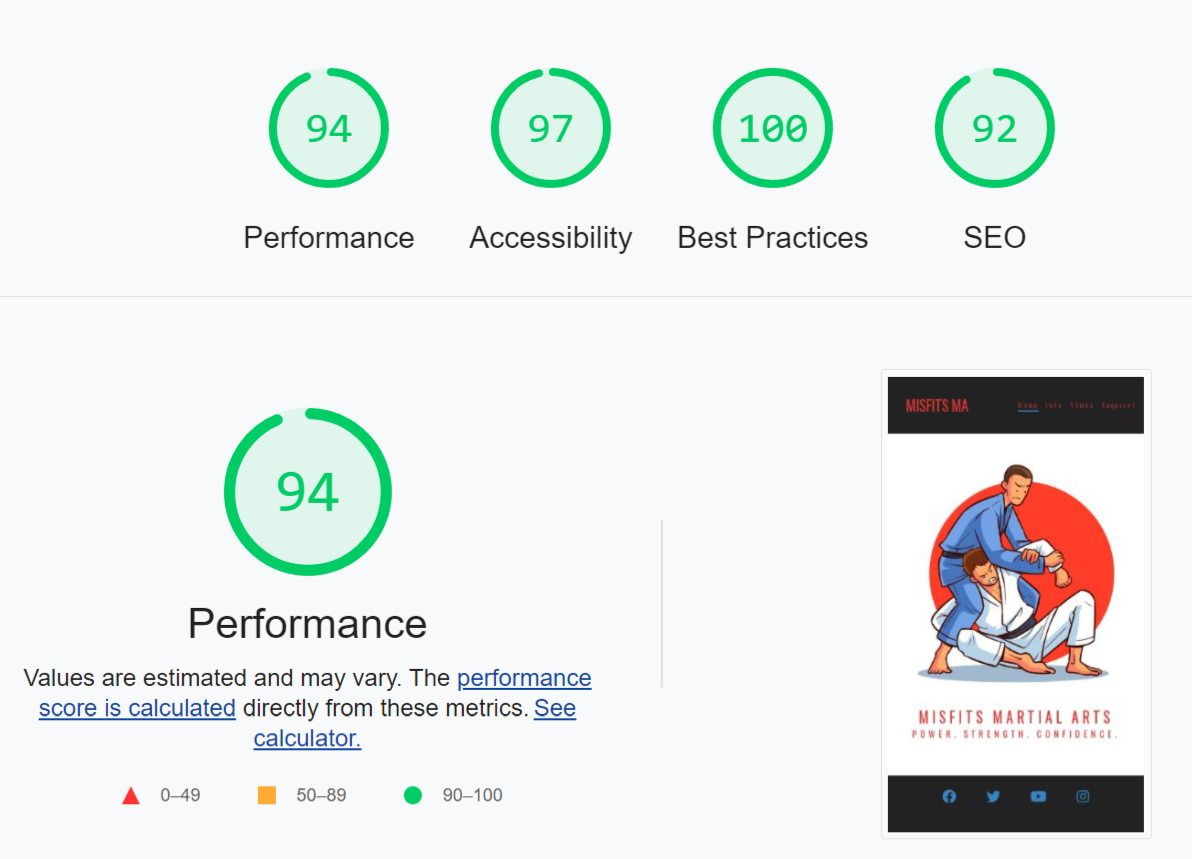 94
97
100
92
Performance
Accessibility
Best Practices
SEO
94
Performance
Values are estimated and may vary. The performance
score is calculated directly from these metrics. See
calculator.
0–49
50–89
90–100
MISFITS MA
Home Info Times Enquire!
MISFITS MARTIAL ARTS
POWER. STRENGTH. CONFIDENCE.